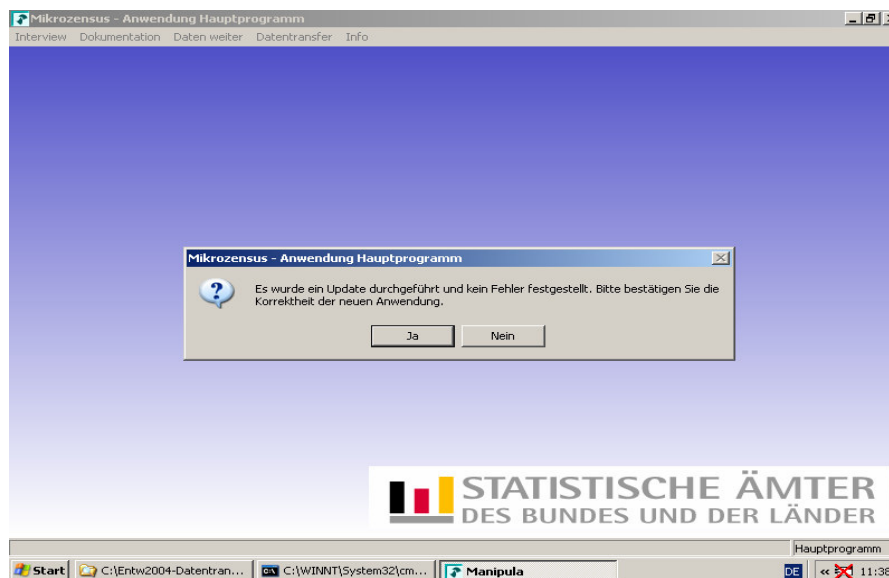 Mikrozensus - Anwendung Hauptprogramm
Interview Dokumentation Daten weiter Datentransfer Info
Mikrozensus - Anwendung Hauptprogramm
Es wurde ein Update durchgeführt und kein Fehler festgestellt. Bitte bestätigen Sie die
Korrektheit der neuen Anwendung.
Ja Nein
STATISTISCHE ÄMTER
DES BUNDES UND DER LÄNDER
Hauptprogramm
Start C:\Entw2004-Datentran... C:\WINNT\System32\cm... Manipula DE « 11:38